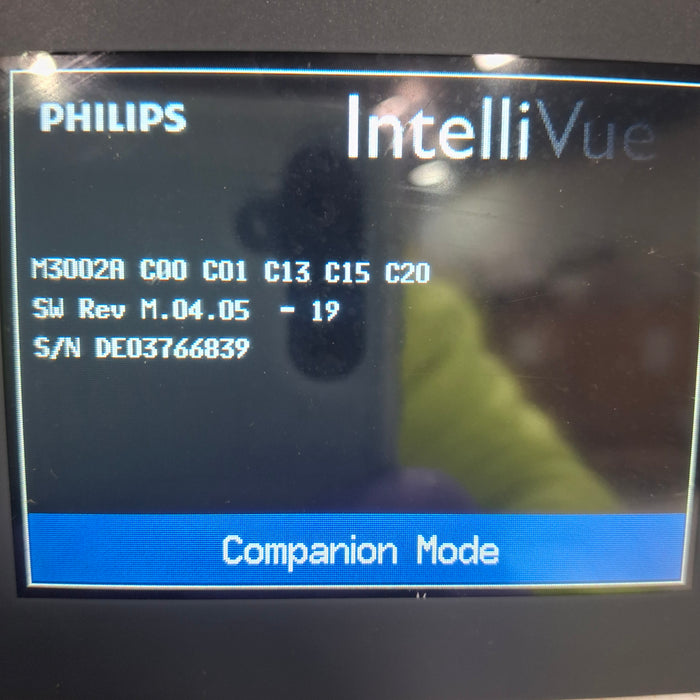 PHILIPS
IntelliVue
M3002A C00 C01 C13 C15 C20
SW Rev M.04.05 - 19
S/N DE03766839
Companion Mode